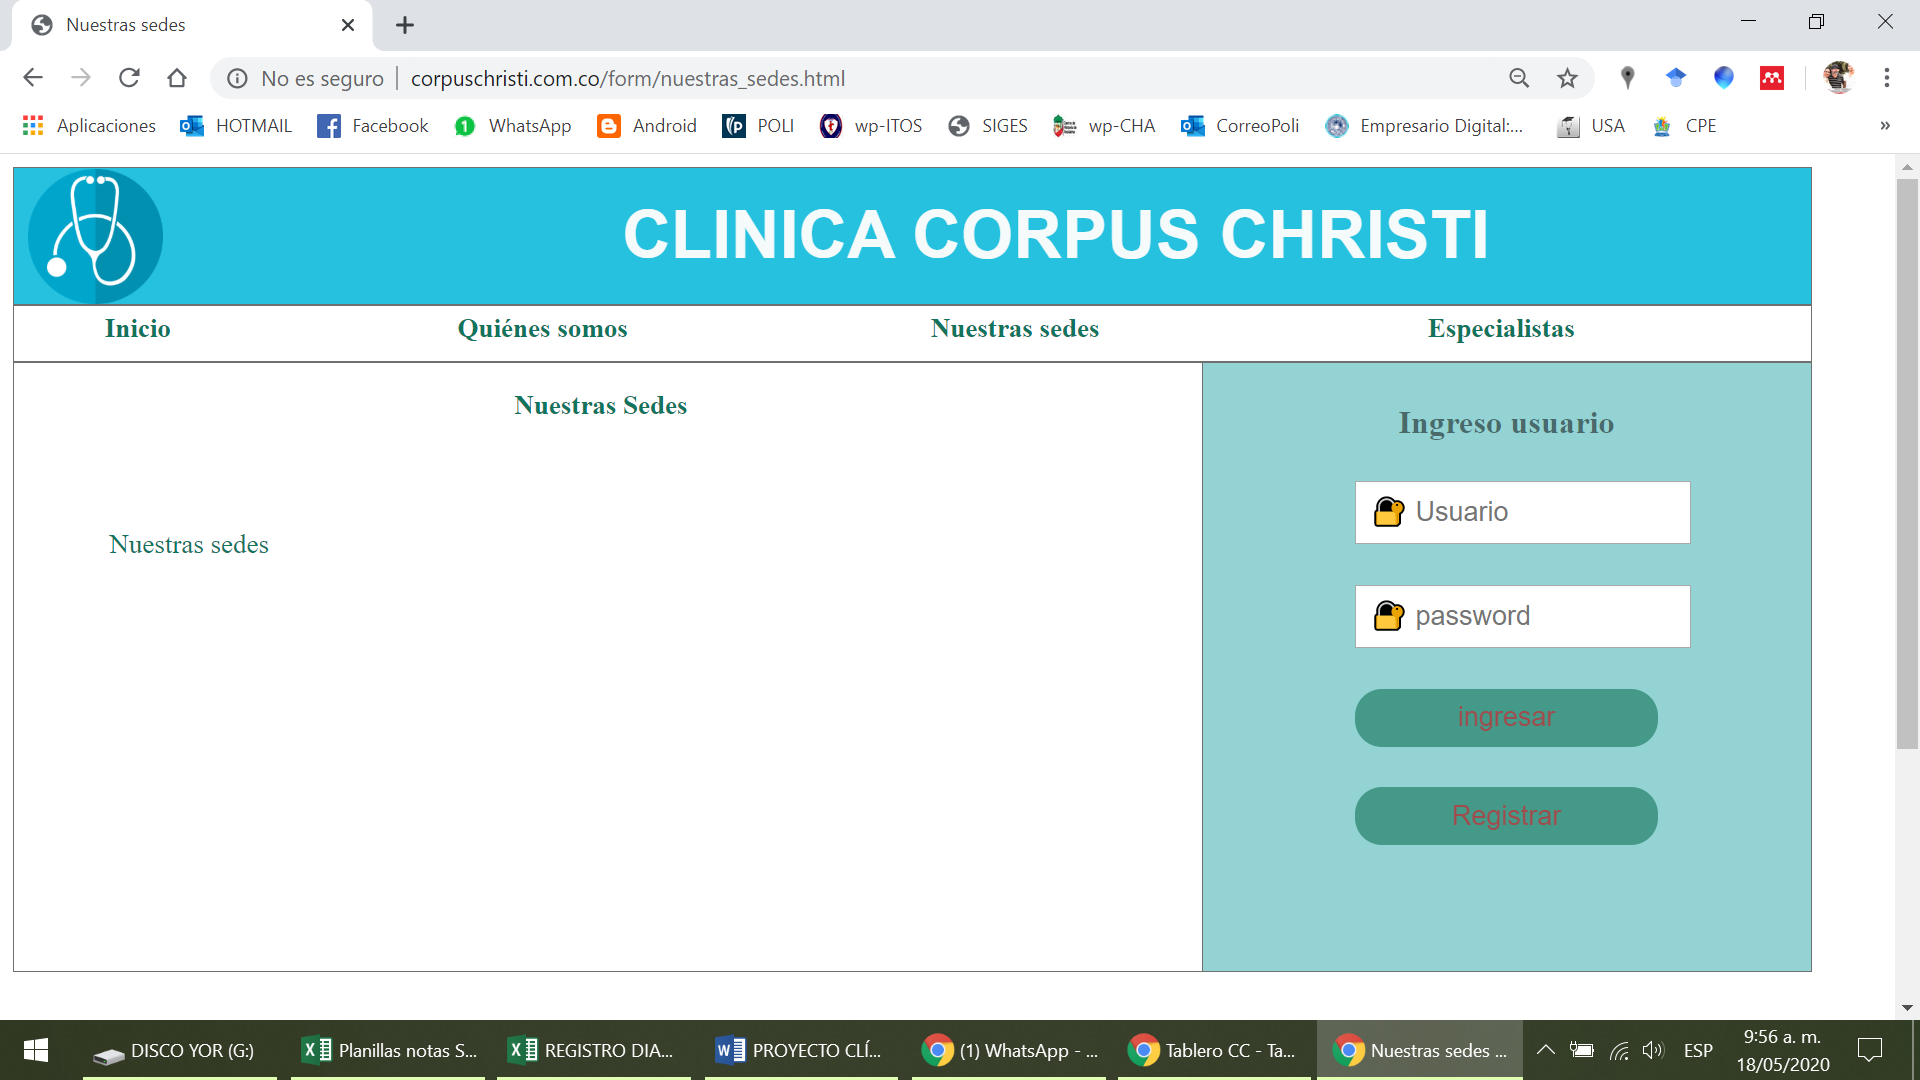 Nuestras sedes
No es seguro | corpuschristi.com.co/form/nuestras_sedes.html
Aplicaciones HOTMAIL Facebook 1 WhatsApp Android POLI wp-ITOS SIGES wp-CHA CorreoPoli Empresario Digital:... USA CPE »
CLINICA CORPUS CHRISTI
Inicio Quiénes somos Nuestras sedes Especialistas
Nuestras Sedes
Nuestras sedes
Ingreso usuario
Usuario
password
ingresar
Registrar
DISCO YOR (G:) Planillas notas S... REGISTRO DIA... PROYECTO CLÍ... (1) WhatsApp - ... Tablero CC - Ta... Nuestras sedes ... ESP 9:56 a. m.
18/05/2020